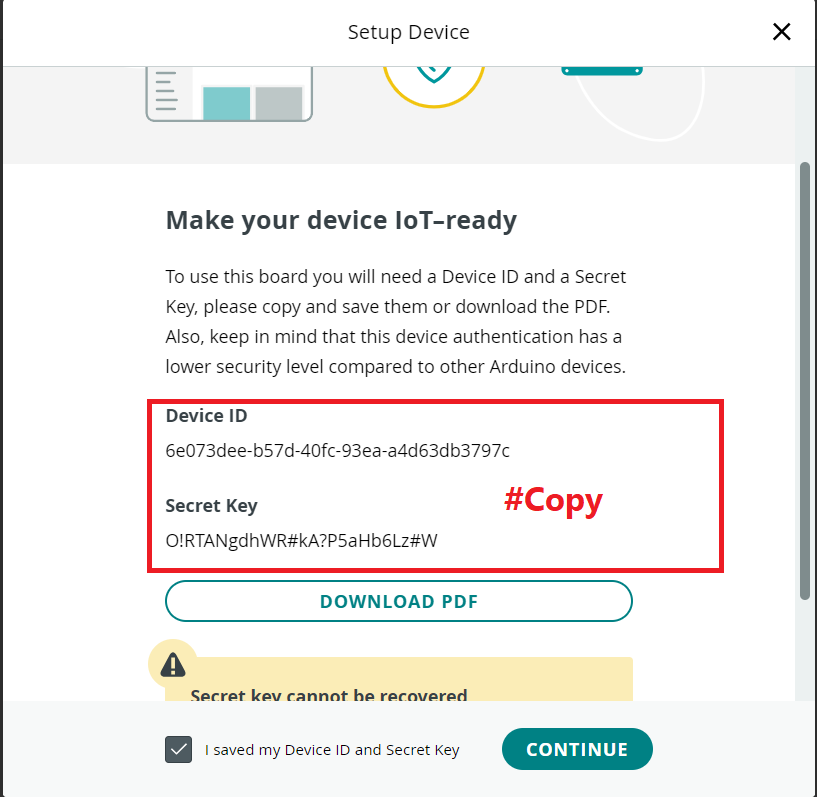 Setup Device
Make your device IoT–ready
To use this board you will need a Device ID and a Secret
Key, please copy and save them or download the PDF.
Also, keep in mind that this device authentication has a
lower security level compared to other Arduino devices.
Device ID
6e073dee-b57d-40fc-93ea-a4d63db3797c
Secret Key
O!RTANgdhWR#kA?P5aHb6Lz#W
#Copy
DOWNLOAD PDF
Secret key cannot be recovered
I saved my Device ID and Secret Key
CONTINUE